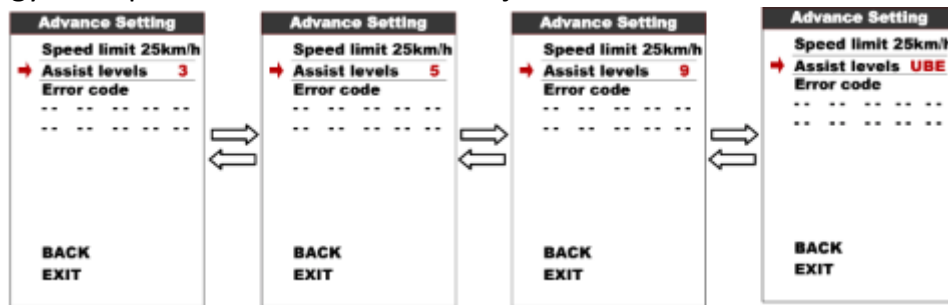 Advance Setting
Speed limit 25km/h
Assist levels 3
Error code
-- -- -- -- --
-- -- -- -- --
BACK
EXIT
Advance Setting
Speed limit 25km/h
Assist levels 5
Error code
-- -- -- -- --
-- -- -- -- --
BACK
EXIT
Advance Setting
Speed limit 25km/h
Assist levels 9
Error code
-- -- -- -- --
-- -- -- -- --
BACK
EXIT
Advance Setting
Speed limit 25km/h
Assist levels UBE
Error code
-- -- -- -- --
-- -- -- -- --
BACK
EXIT